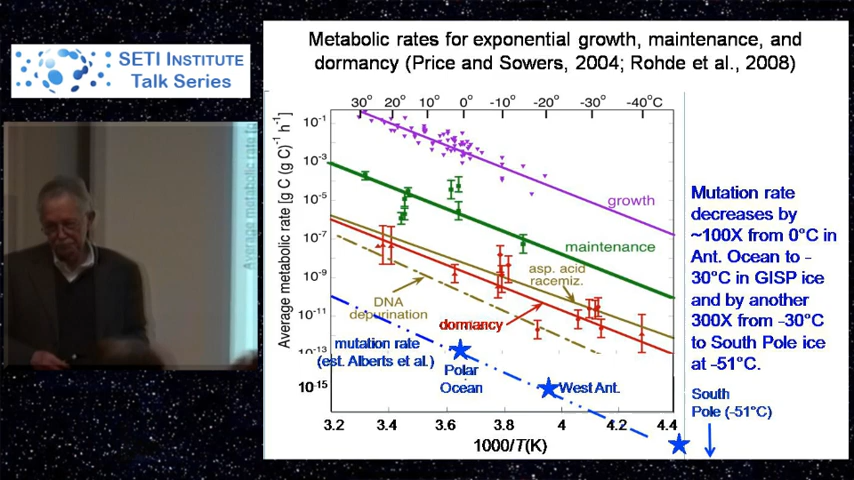 SETI INSTITUTE
Talk Series
Metabolic rates for exponential growth, maintenance, and
dormancy (Price and Sowers, 2004; Rohde et al., 2008)
30° 20° 10° 0°C -10° -20° -30° -40°C
10⁻¹
10⁻³
10⁻⁵
10⁻⁷
10⁻⁹
10⁻¹¹
10⁻¹³
10⁻¹⁵
Average metabolic rate [g C (g C)⁻¹ h⁻¹]
growth
maintenance
asp. acid
racemiz.
DNA
depurination
dormancy
mutation rate
(est. Alberts et al.)
Polar
Ocean
West Ant.
3.2 3.4 3.6 3.8 4 4.2 4.4
1000/T(K)
Mutation rate
decreases by
~100X from 0°C in
Ant. Ocean to -
30°C in GISP ice
and by another
300X from -30°C
to South Pole ice
at -51°C.
South
Pole (-51°C)
Average metabolic rate [g